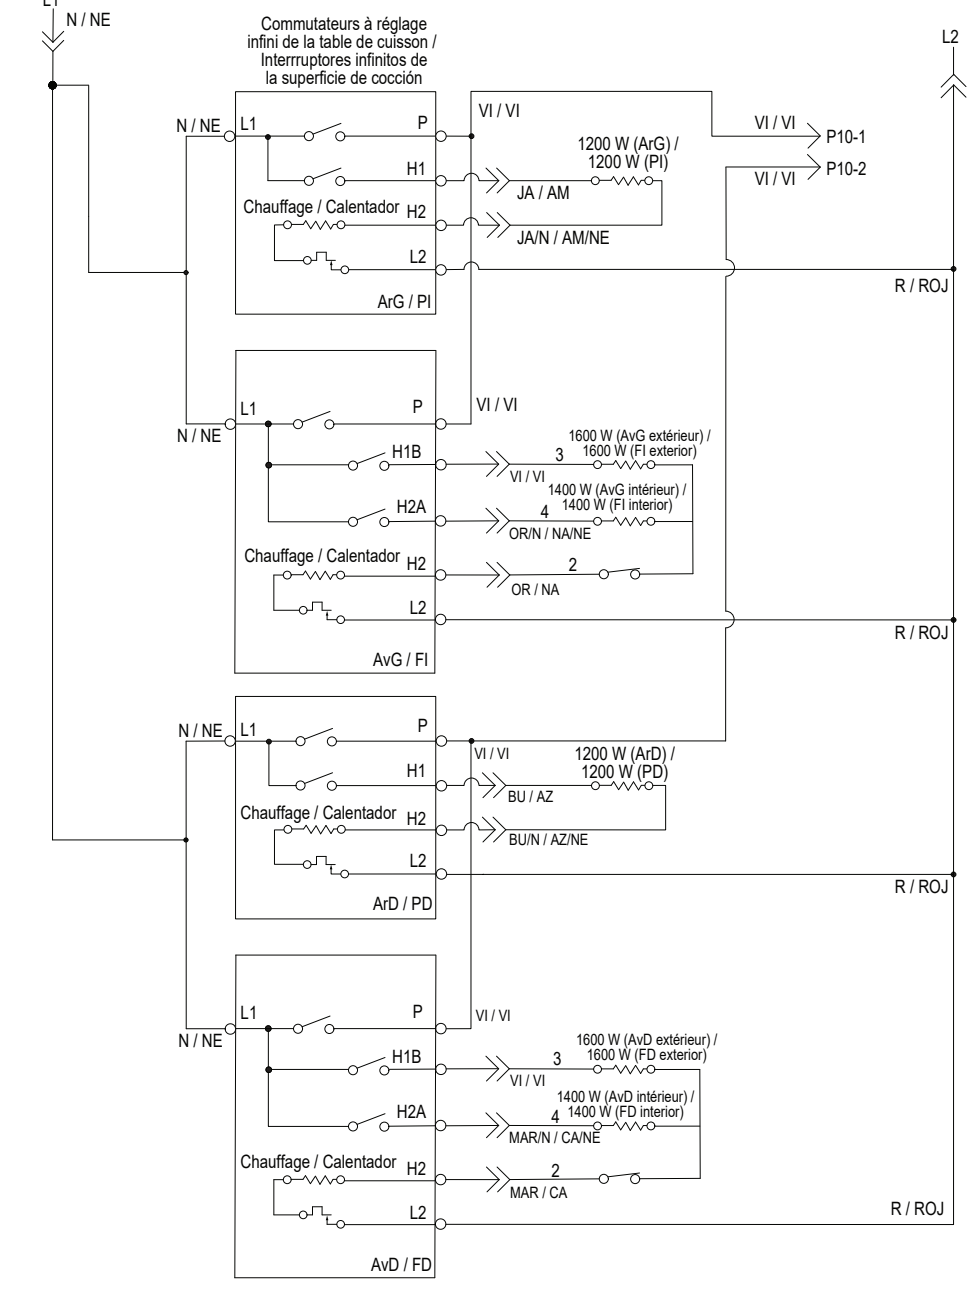 L1
N / NE
Commutateurs à réglage
infini de la table de cuisson /
Interrruptores infinitos de
la superficie de cocción
L2
N / NE
L1
P
VI / VI
VI / VI
P10-1
1200 W (ArG) /
1200 W (PI)
P10-2
VI / VI
H1
JA / AM
Chauffage / Calentador
H2
JA/N / AM/NE
L2
R / ROJ
ArG / PI
L1
P
VI / VI
N / NE
1600 W (AvG extérieur) /
1600 W (FI exterior)
H1B
3
VI / VI
1400 W (AvG intérieur) /
1400 W (FI interior)
H2A
4
OR/N / NA/NE
Chauffage / Calentador
H2
2
OR / NA
L2
R / ROJ
AvG / FI
N / NE
L1
P
VI / VI
1200 W (ArD) /
1200 W (PD)
H1
BU / AZ
Chauffage / Calentador
H2
BU/N / AZ/NE
L2
R / ROJ
ArD / PD
L1
P
VI / VI
N / NE
1600 W (AvD extérieur) /
1600 W (FD exterior)
H1B
3
VI / VI
1400 W (AvD intérieur) /
1400 W (FD interior)
H2A
4
MAR/N / CA/NE
Chauffage / Calentador
H2
2
MAR / CA
L2
R / ROJ
AvD / FD